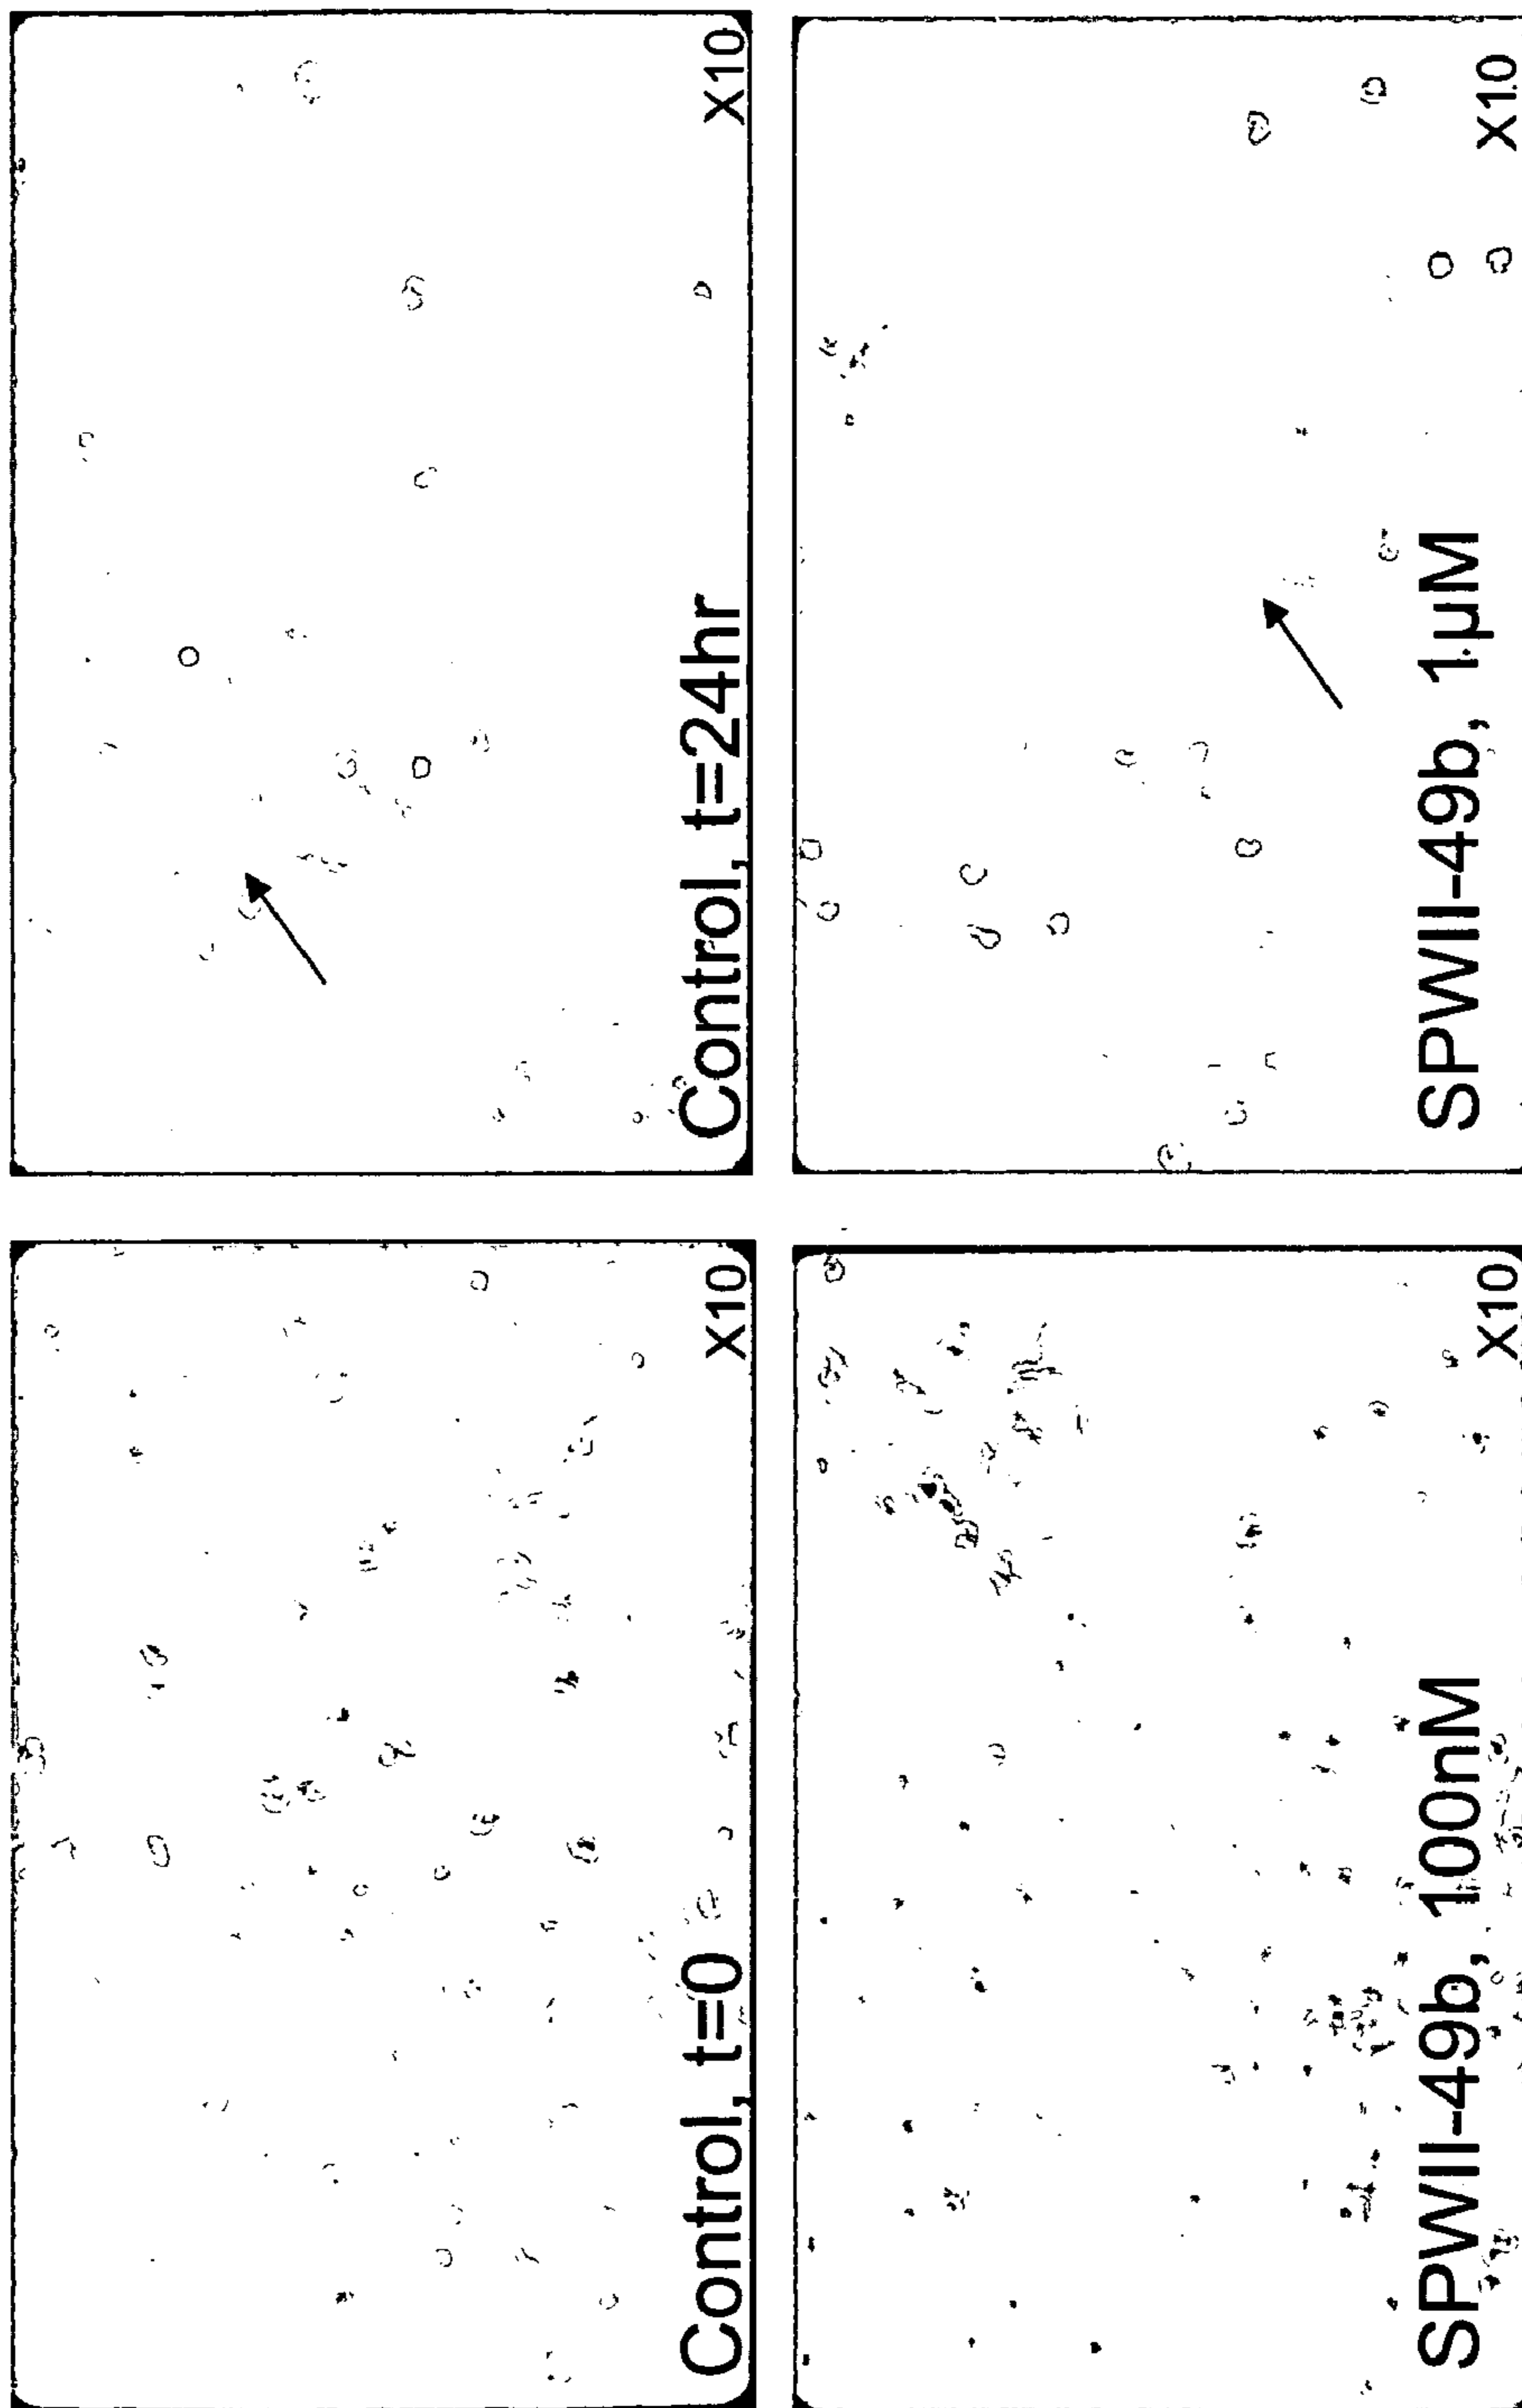 Control, t=0 X10
Control, t=24hr X10
SPWII-49b, 100nM X10
SPWII-49b, 1µM X10